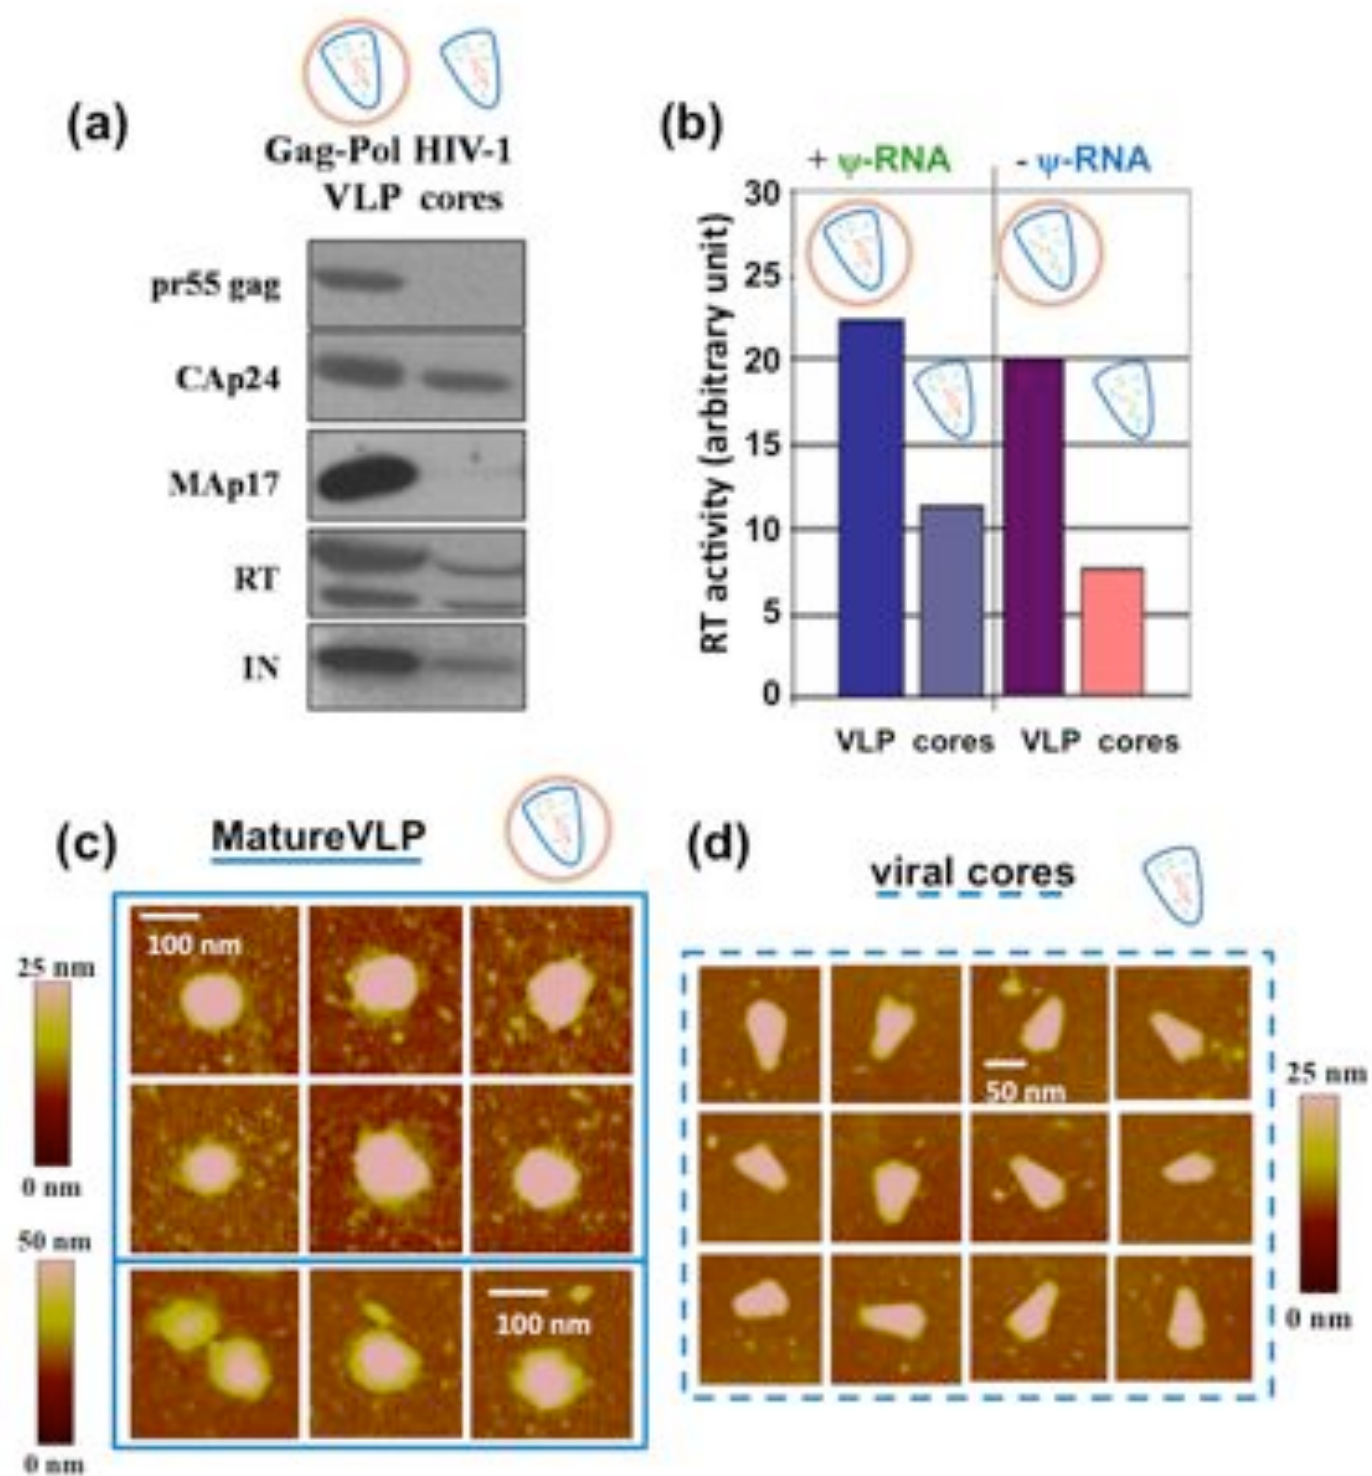 (a)
Gag-Pol HIV-1
VLP cores
pr55 gag
CAp24
MAp17
RT
IN
(b)
+ ψ-RNA - ψ-RNA
RT activity (arbitrary unit)
30
25
20
15
10
5
0
VLP cores VLP cores
(c)
MatureVLP
100 nm
25 nm
0 nm
50 nm
0 nm
100 nm
(d)
viral cores
50 nm
25 nm
0 nm